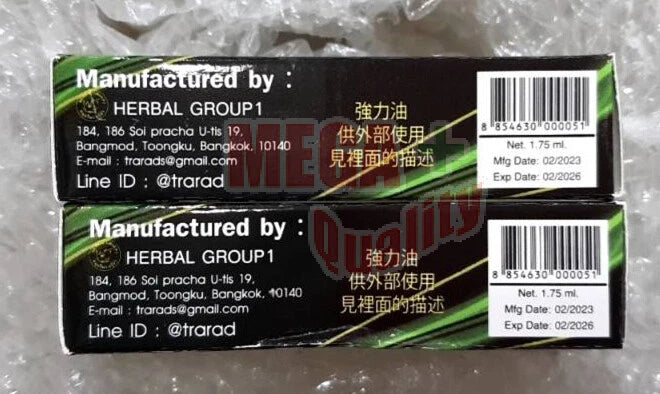 Manufactured by :
HERBAL GROUP1
184, 186 Soi pracha U-tis 19,
Bangmod, Toongku, Bangkok, 10140
E-mail : trarads@gmail.com
Line ID : @trarad
強力油
供外部使用
見裡面的描述
8 854630 000051
Net. 1.75 ml.
Mfg Date: 02/2023
Exp Date: 02/2026
Manufactured by :
HERBAL GROUP1
184, 186 Soi pracha U-tis 19,
Bangmod, Toongku, Bangkok, 10140
E-mail : trarads@gmail.com
Line ID : @trarad
強力油
供外部使用
見裡面的描述
8 854630 000051
Net. 1.75 ml.
Mfg Date: 02/2023
Exp Date: 02/2026
MEGA +
Quality